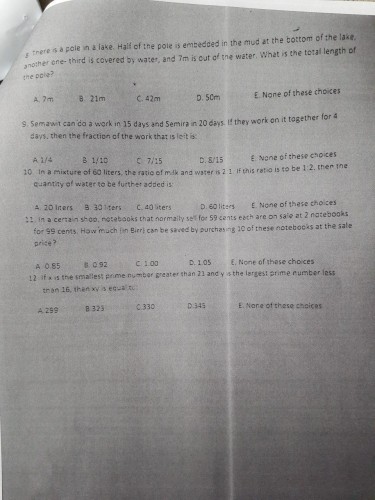 8. There is a pole in a lake. Half of the pole is embedded in the mud at the bottom of the lake,
another one- third is covered by water, and 7m is out of the water. What is the total length of
the pole?
A. 7m B. 21m C. 42m D. 50m E. None of these choices
9. Semawit can do a work in 15 days and Semira in 20 days. If they work on it together for 4
days, then the fraction of the work that is left is:
A. 1/4 B. 1/10 C. 7/15 D. 8/15 E. None of these choices
10. In a mixture of 60 liters, the ratio of milk and water is 2:1. If this ratio is to be 1:2, then the
quantity of water to be further added is:
A. 20 liters B. 30 liters C. 40 liters D. 60 liters E. None of these choices
11. In a certain shop, notebooks that normally sell for 59 cents each are on sale at 2 notebooks
for 99 cents. How much (in Birr) can be saved by purchasing 10 of these notebooks at the sale
price?
A. 0.85 B. 0.92 C. 1.00 D. 1.05 E. None of these choices
12. If x is the smallest prime number greater than 21 and y is the largest prime number less
than 16, then xy is equal to:
A. 299 B. 323 C. 330 D. 345 E. None of these choices